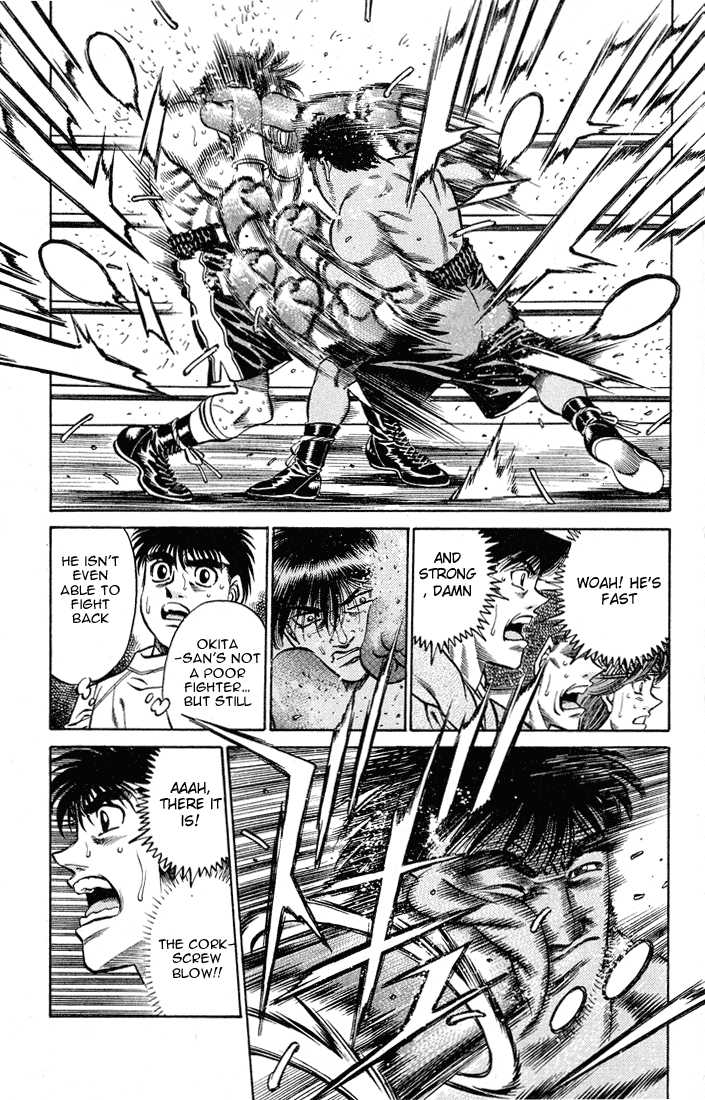 WOAH! HE'S
FAST
AND
STRONG
, DAMN
HE ISN'T
EVEN
ABLE TO
FIGHT
BACK
OKITA
-SAN'S NOT
A POOR
FIGHTER...
BUT STILL
AAAH,
THERE IT
IS!
THE CORK-
SCREW
BLOW!!